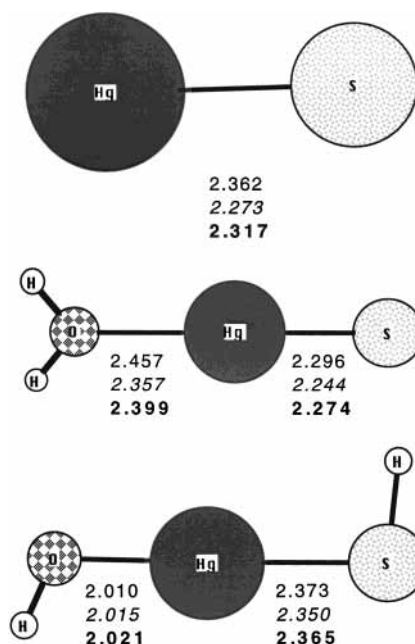 Hg S
2.362
2.273
2.317
H
O Hg S
H
2.457 2.296
2.357 2.244
2.399 2.274
H
O Hg S
H
2.010 2.373
2.015 2.350
2.021 2.365